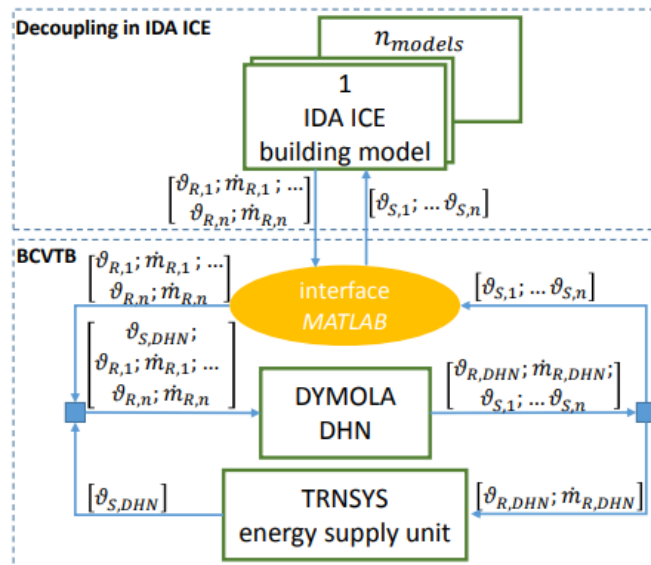 Decoupling in IDA ICE
n_models
1
IDA ICE
building model
[ϑ_R,1; ṁ_R,1; …
ϑ_R,n; ṁ_R,n]
[ϑ_S,1; … ϑ_S,n]
BCVTB
[ϑ_R,1; ṁ_R,1; …
ϑ_R,n; ṁ_R,n]
interface
MATLAB
[ϑ_S,1; … ϑ_S,n]
[ϑ_S,DHN;
ϑ_R,1; ṁ_R,1; …
ϑ_R,n; ṁ_R,n]
DYMOLA
DHN
[ϑ_R,DHN; ṁ_R,DHN;
ϑ_S,1; … ϑ_S,n]
[ϑ_S,DHN]
TRNSYS
energy supply unit
[ϑ_R,DHN; ṁ_R,DHN]